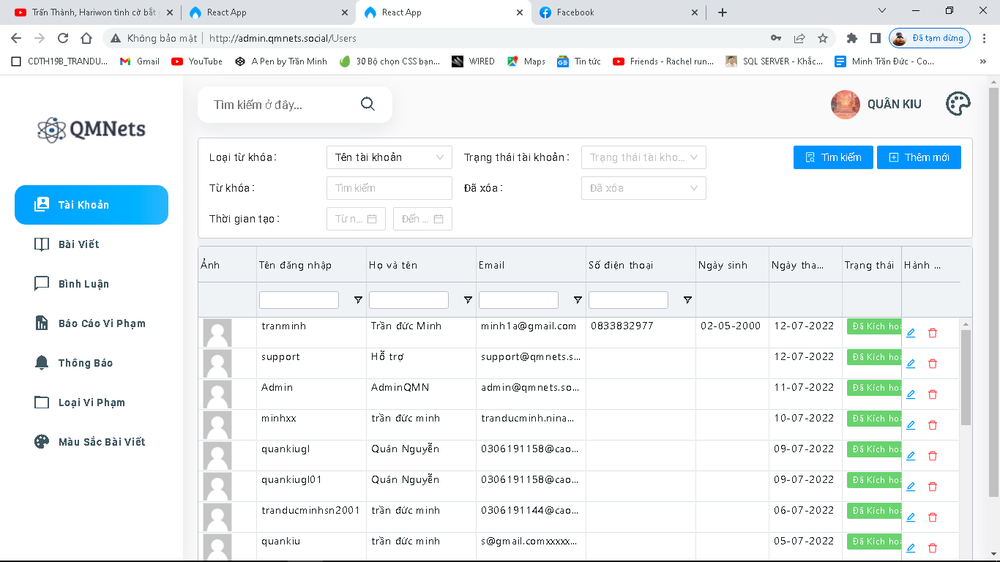 Trấn Thành, Hariwon tình cờ bắt
React App
React App
Facebook
Không bảo mật
http://admin.qmnets.social/Users
Đã tạm dừng
CDTH19B_TRANDU...
Gmail
YouTube
A Pen by Trần Minh
30 Bộ chọn CSS bạn...
WIRED
Maps
Tin tức
Friends - Rachel run...
SQL SERVER - Khắc...
Minh Trần Đức - Co...
»
QMNets
Tìm kiếm ở đây...
QUÂN KIU
Tài Khoản
Bài Viết
Bình Luận
Báo Cáo Vi Phạm
Thông Báo
Loại Vi Phạm
Màu Sắc Bài Viết
Loại từ khóa: Tên tài khoản Trạng thái tài khoản: Trạng thái tài kho... Tìm kiếm Thêm mới
Từ khóa: Tìm kiếm Đã xóa: Đã xóa
Thời gian tạo: Từ n... Đến ...
Ảnh Tên đăng nhập Họ và tên Email Số điện thoại Ngày sinh Ngày tha... Trạng thái Hành ...
tranminh Trần đức Minh minh1a@gmail.com 0833832977 02-05-2000 12-07-2022 Đã Kích hoạ
support Hỗ trợ support@qmnets.s... 12-07-2022 Đã Kích hoạ
Admin AdminQMN admin@qmnets.so... 11-07-2022 Đã Kích hoạ
minhxx trần đức minh tranducminh.nina... 10-07-2022 Đã Kích hoạ
quankiugl Quân Nguyễn 0306191158@cao... 09-07-2022 Đã Kích hoạ
quankiugl01 Quân Nguyễn 0306191158@cao... 09-07-2022 Đã Kích hoạ
tranducminhsn2001 trần đức minh 0306191144@cao... 06-07-2022 Đã Kích hoạ
quankiu trần đức minh s@gmail.comxxxxx... 05-07-2022 Đã Kích hoạ